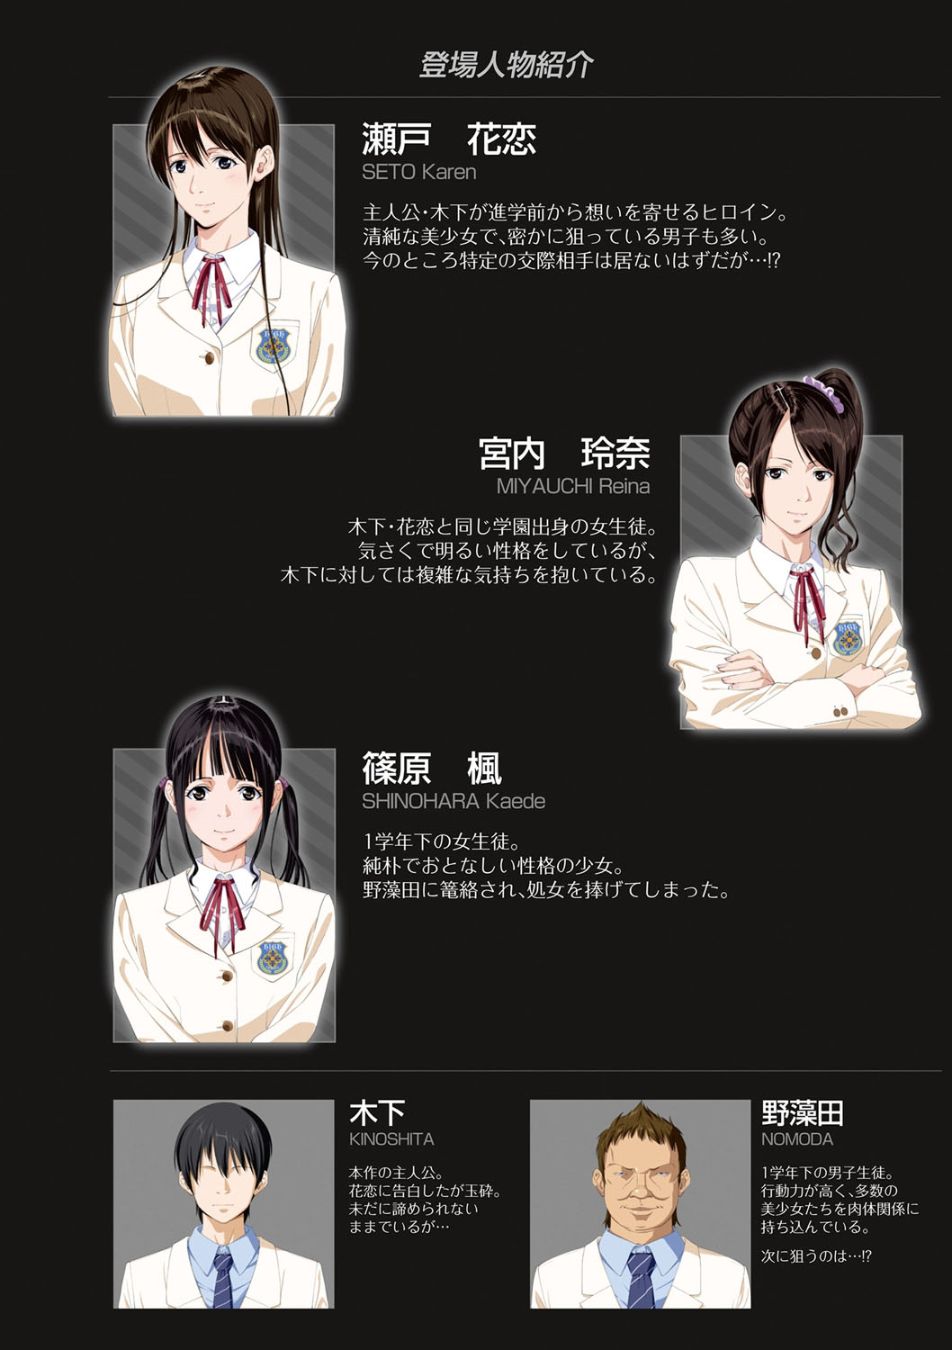 登場人物紹介
瀬戸 花恋
SETO Karen
主人公・木下が進学前から想いを寄せるヒロイン。
清純な美少女で、密かに狙っている男子も多い。
今のところ特定の交際相手は居ないはずだが…!?
宮内 玲奈
MIYAUCHI Reina
木下・花恋と同じ学園出身の女生徒。
気さくで明るい性格をしているが、
木下に対しては複雑な気持ちを抱いている。
篠原 楓
SHINOHARA Kaede
1学年下の女生徒。
純朴でおとなしい性格の少女。
野藻田に篭絡され、処女を捧げてしまった。
木下
KINOSHITA
本作の主人公。
花恋に告白したが玉砕。
未だに諦められない
ままでいるが…
野藻田
NOMODA
1学年下の男子生徒。
行動力が高く、多数の
美少女たちを肉体関係に
持ち込んでいる。
次に狙うのは…!?